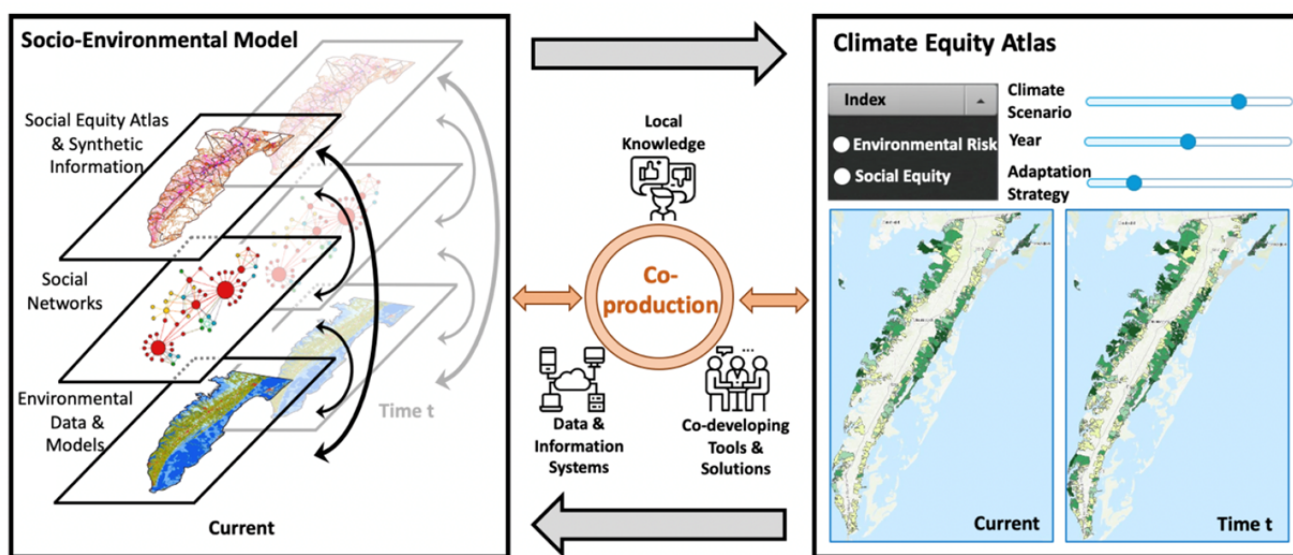 Socio-Environmental Model
Social Equity Atlas
& Synthetic
Information
Social
Networks
Environmental
Data &
Models
Time t
Current
Local
Knowledge
Co-
production
Data &
Information
Systems
Co-developing
Tools &
Solutions
Climate Equity Atlas
Index
Environmental Risk
Social Equity
Climate
Scenario
Year
Adaptation
Strategy
Current
Time t